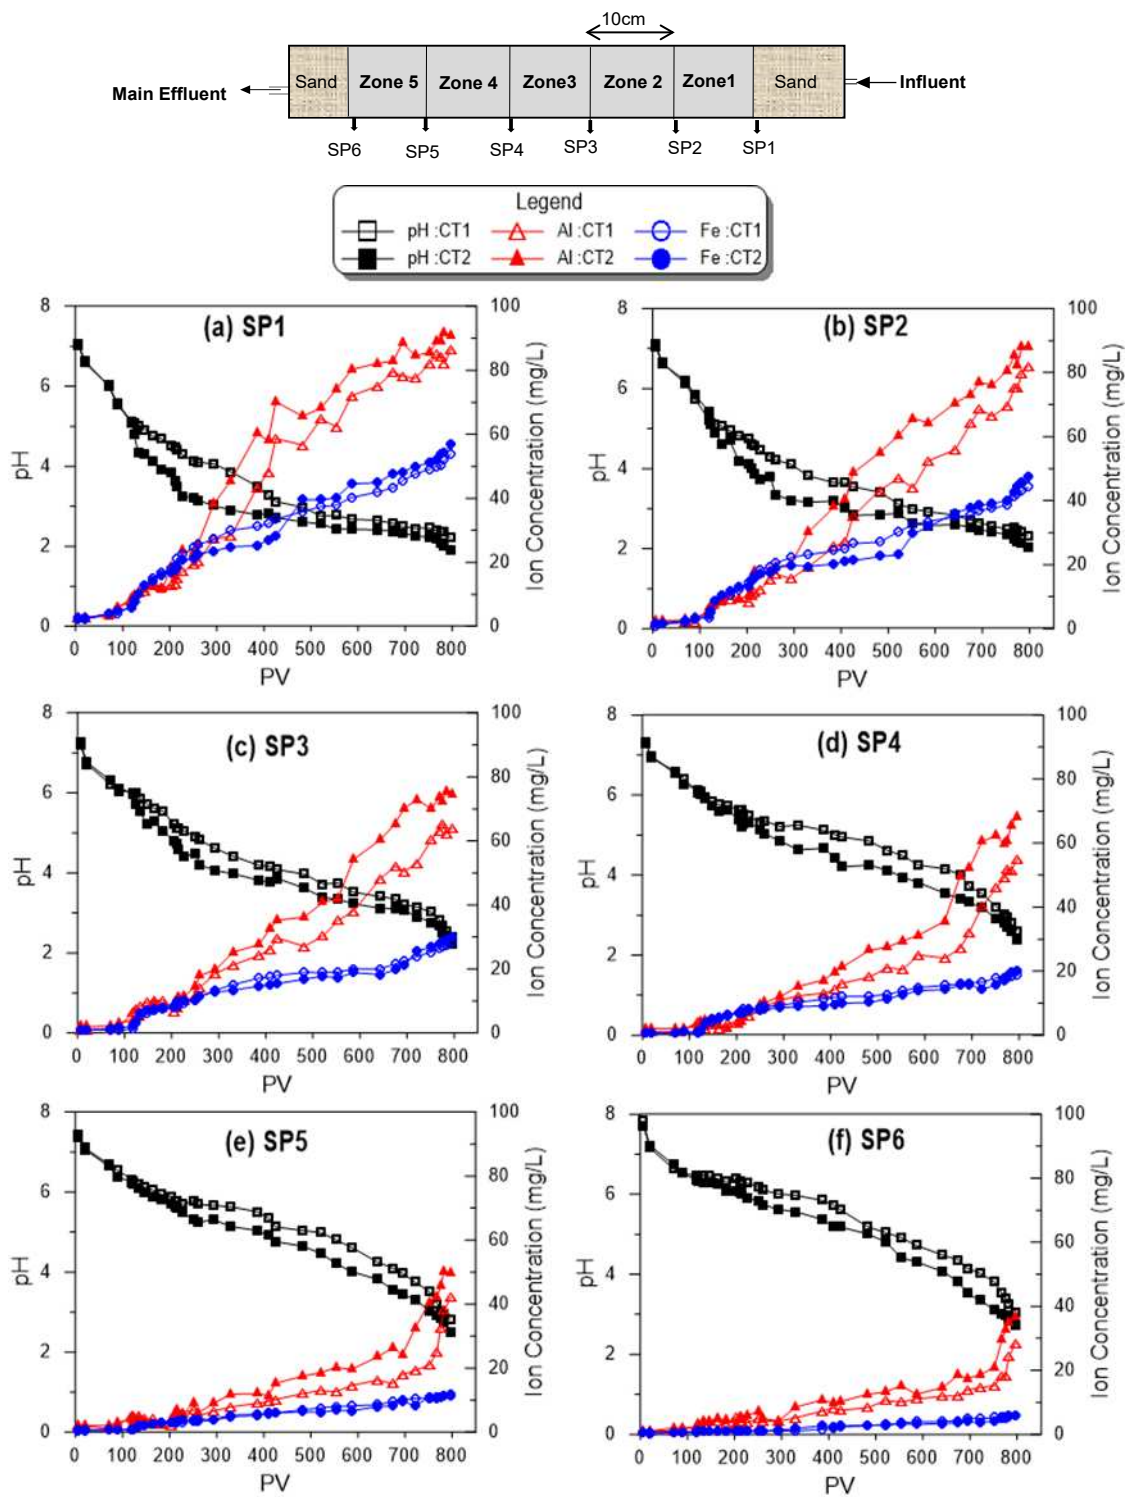 10cm
Sand Zone 5 Zone 4 Zone3 Zone 2 Zone1 Sand
Main Effluent Influent
SP6 SP5 SP4 SP3 SP2 SP1
Legend
pH :CT1 Al :CT1 Fe :CT1
pH :CT2 Al :CT2 Fe :CT2
(a) SP1
8 6 4 2 0
pH
100 80 60 40 20 0
Ion Concentration (mg/L)
0 100 200 300 400 500 600 700 800
PV
(b) SP2
8 6 4 2 0
pH
100 80 60 40 20 0
Ion Concentration (mg/L)
0 100 200 300 400 500 600 700 800
PV
(c) SP3
8 6 4 2 0
pH
100 80 60 40 20 0
Ion Concentration (mg/L)
0 100 200 300 400 500 600 700 800
PV
(d) SP4
8 6 4 2 0
pH
100 80 60 40 20 0
Ion Concentration (mg/L)
0 100 200 300 400 500 600 700 800
PV
(e) SP5
8 6 4 2 0
pH
100 80 60 40 20 0
Ion Concentration (mg/L)
0 100 200 300 400 500 600 700 800
PV
(f) SP6
8 6 4 2 0
pH
100 80 60 40 20 0
Ion Concentration (mg/L)
0 100 200 300 400 500 600 700 800
PV